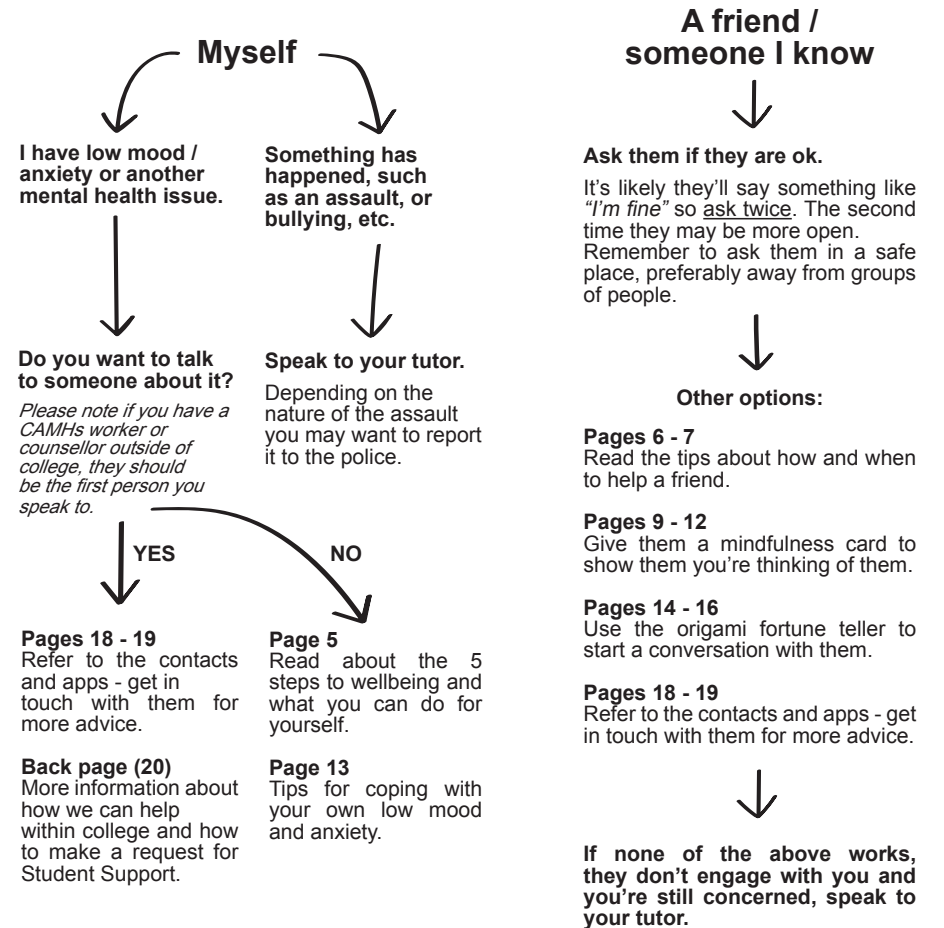 Myself
I have low mood /
anxiety or another
mental health issue.
Do you want to talk
to someone about it?
Please note if you have a
CAMHs worker or
counsellor outside of
college, they should
be the first person you
speak to.
YES
Pages 18 - 19
Refer to the contacts
and apps - get in
touch with them for
more advice.
Back page (20)
More information about
how we can help
within college and how
to make a request for
Student Support.
NO
Page 5
Read about the 5
steps to wellbeing and
what you can do for
yourself.
Page 13
Tips for coping with
your own low mood
and anxiety.
Something has
happened, such
as an assault, or
bullying, etc.
Speak to your tutor.
Depending on the
nature of the assault
you may want to report
it to the police.
A friend /
someone I know
Ask them if they are ok.
It's likely they'll say something like
"I'm fine" so ask twice. The second
time they may be more open.
Remember to ask them in a safe
place, preferably away from groups
of people.
Other options:
Pages 6 - 7
Read the tips about how and when
to help a friend.
Pages 9 - 12
Give them a mindfulness card to
show them you're thinking of them.
Pages 14 - 16
Use the origami fortune teller to
start a conversation with them.
Pages 18 - 19
Refer to the contacts and apps - get
in touch with them for more advice.
If none of the above works,
they don't engage with you and
you're still concerned, speak to
your tutor.